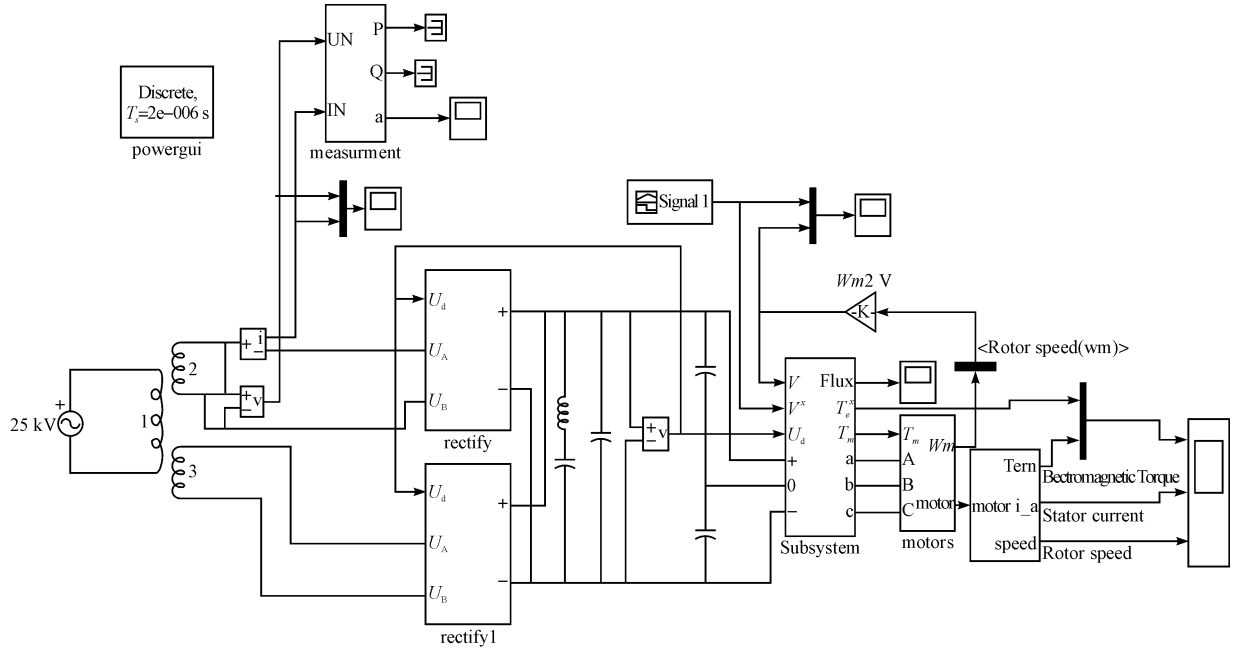 Discrete,
Ts=2e−006 s
powergui
UN
IN
P
Q
a
measurment
Signal 1
Wm2 V
-K-
<Rotor speed(wm)>
25 kV
+
1
2
3
+
i
−
+
−
v
Ud
UA
UB
+
−
rectify
Ud
UA
UB
+
−
rectify1
+
−
v
V
Vx
Ud
+
0
−
Flux
Tex
Tm
a
b
c
Subsystem
Tm
A
B
C
Wm
motor
motors
motor
Tern
i_a
speed
Bectromagnetic Torque
Stator current
Rotor speed